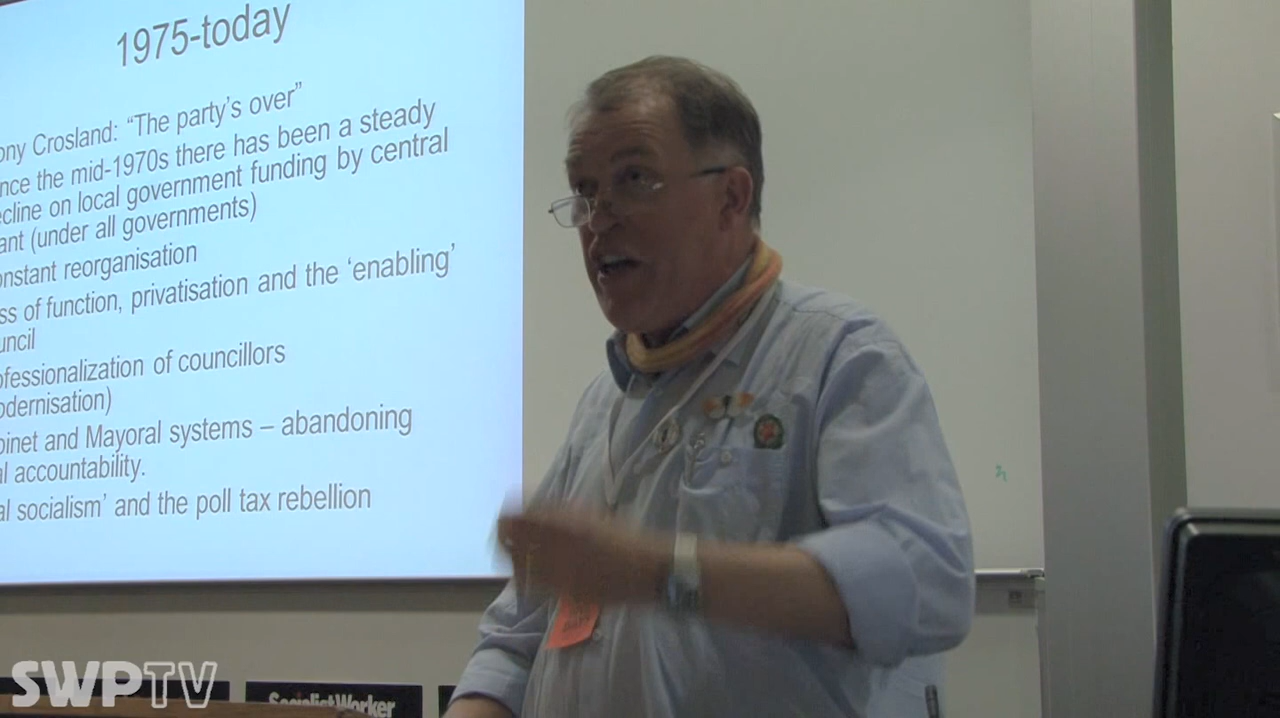 1975-today
ony Crosland: “The party’s over”
nce the mid-1970s there has been a steady
ecline on local government funding by central
ant (under all governments)
onstant reorganisation
ss of function, privatisation and the ‘enabling’
uncil
ofessionalization of councillors
odernisation)
binet and Mayoral systems – abandoning
al accountability.
al socialism’ and the poll tax rebellion
SWPTV
Socialist Worker